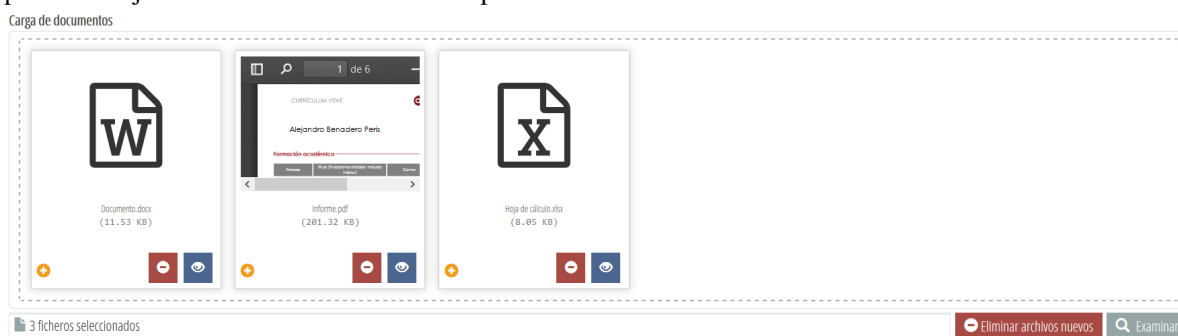 Carga de documentos
1 de 6
CURRICULUM VITAE
Alejandro Benadero Peris
Formación académica
W
X
Documento.docx
(11.53 KB)
Informe.pdf
(201.32 KB)
Hoja de cálculo.xlsx
(8.05 KB)
3 ficheros seleccionados
Eliminar archivos nuevos
Examinar